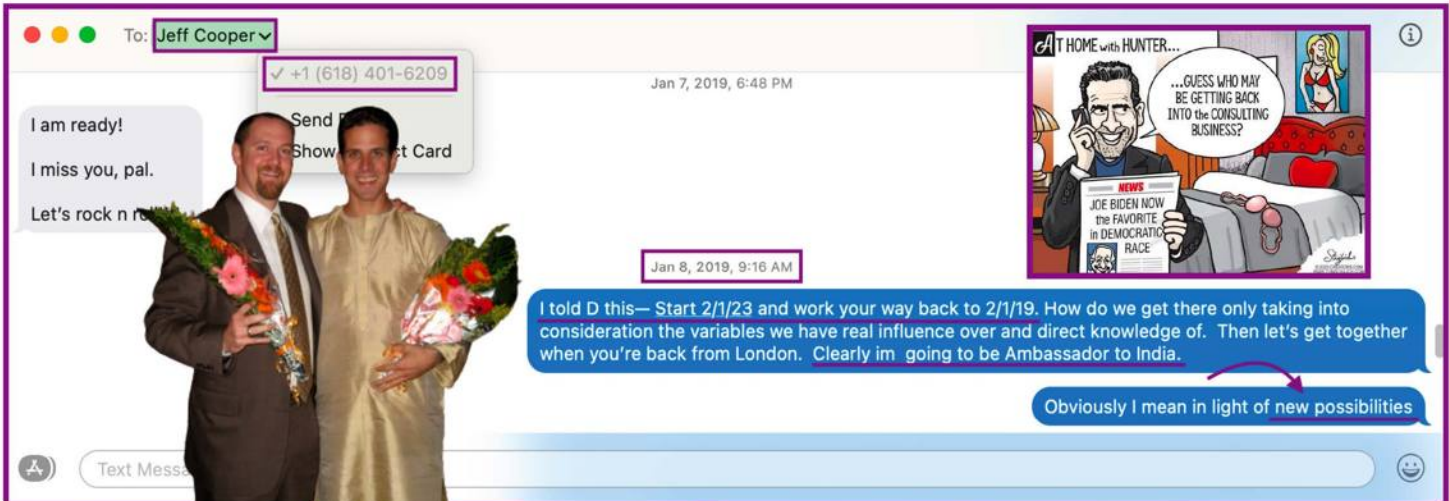 To: Jeff Cooper
✓ +1 (618) 401-6209
Send
Show ct Card
Jan 7, 2019, 6:48 PM
I am ready!
I miss you, pal.
Let's rock n
AT HOME with HUNTER...
...GUESS WHO MAY
BE GETTING BACK
INTO the CONSULTING
BUSINESS?
NEWS
JOE BIDEN NOW
the FAVORITE
in DEMOCRATIC
RACE
Jan 8, 2019, 9:16 AM
I told D this— Start 2/1/23 and work your way back to 2/1/19. How do we get there only taking into
consideration the variables we have real influence over and direct knowledge of. Then let's get together
when you're back from London. Clearly im going to be Ambassador to India.
Obviously I mean in light of new possibilities
Text Messa